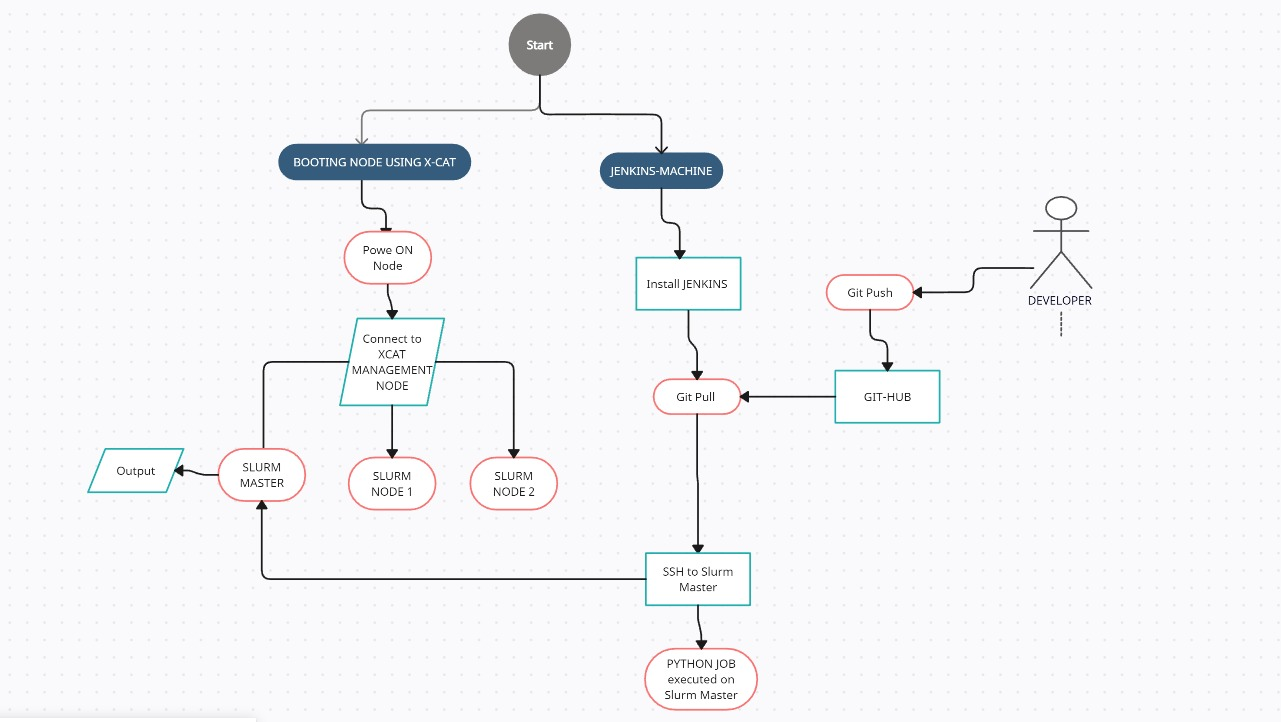 Start
BOOTING NODE USING X-CAT
JENKINS-MACHINE
Powe ON
Node
Install JENKINS
Git Push
DEVELOPER
Connect to
XCAT
MANAGEMENT
NODE
Git Pull
GIT-HUB
Output
SLURM
MASTER
SLURM
NODE 1
SLURM
NODE 2
SSH to Slurm
Master
PYTHON JOB
executed on
Slurm Master